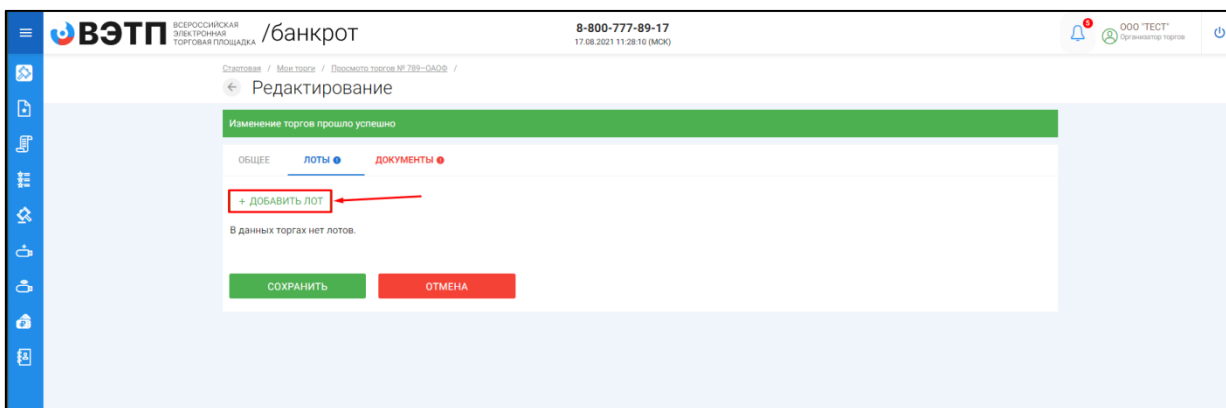 ВЭТП
ВСЕРОССИЙСКАЯ
ЭЛЕКТРОННАЯ
ТОРГОВАЯ ПЛОЩАДКА
/банкрот
8-800-777-89-17
17.08.2021 11:28:10 (МСК)
5
ООО "ТЕСТ"
Организатор торгов
Стартовая / Мои торги / Просмотр торгов № 789-ОАОФ /
Редактирование
Изменение торгов прошло успешно
ОБЩЕЕ ЛОТЫ ДОКУМЕНТЫ
+ ДОБАВИТЬ ЛОТ
В данных торгах нет лотов.
СОХРАНИТЬ ОТМЕНА